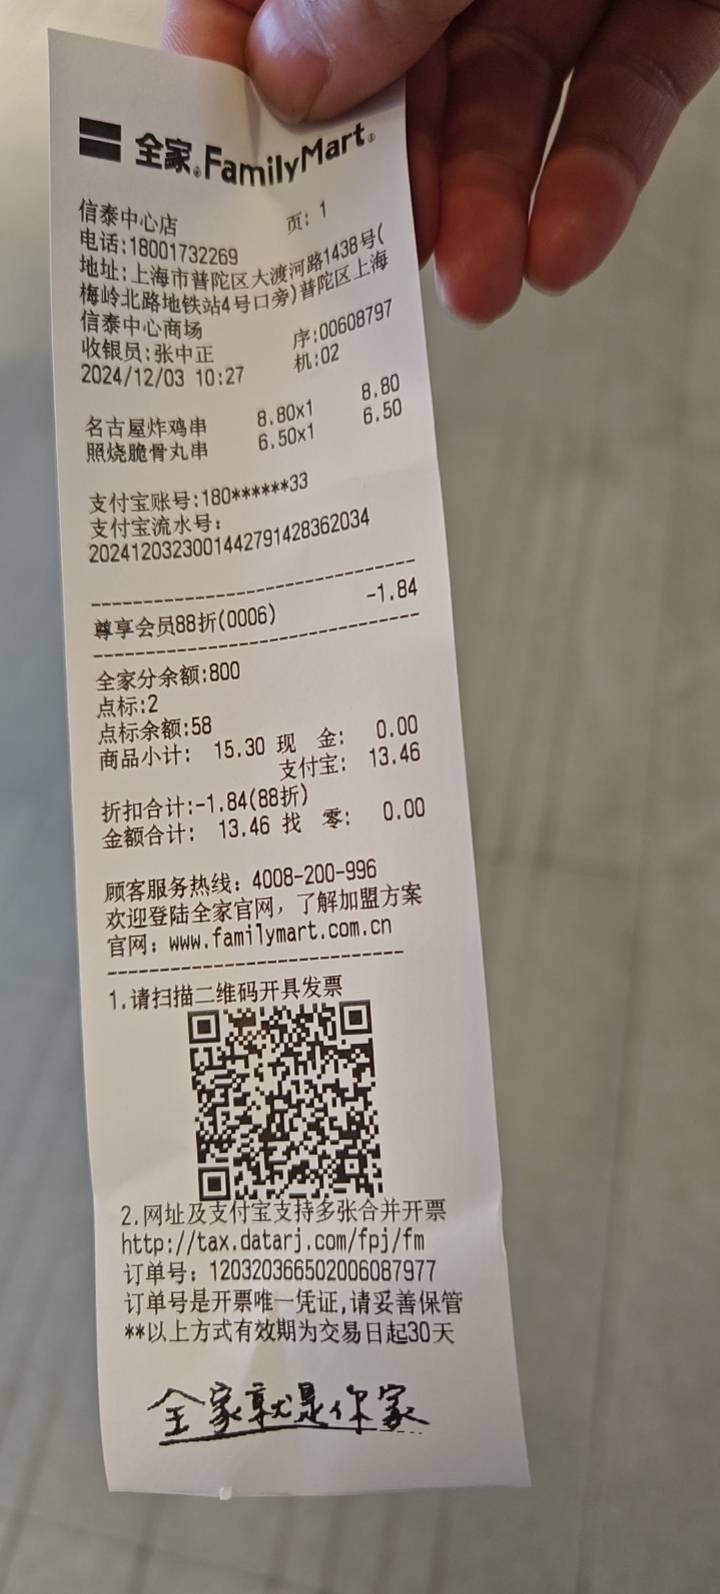 全家 FamilyMart
信泰中心店 页: 1
电话:18001732269
地址:上海市普陀区大渡河路1438号(
梅岭北路地铁站4号口旁)普陀区上海
信泰中心商场
序:00608797
收银员:张中正 机:02
2024/12/03 10:27
名古屋炸鸡串 8.80x1 8.80
照烧脆骨丸串 6.50x1 6.50
支付宝账号:180******33
支付宝流水号:
2024120323001442791428362034
尊享会员88折(0006) -1.84
全家分余额:800
点标:2
点标余额:58
商品小计: 15.30 现 金: 0.00
支付宝: 13.46
折扣合计:-1.84(88折)
金额合计: 13.46 找 零: 0.00
顾客服务热线: 4008-200-996
欢迎登陆全家官网，了解加盟方案
官网: www.familymart.com.cn
1.请扫描二维码开具发票
2.网址及支付宝支持多张合并开票
http://tax.datarj.com/fpj/fm
订单号: 120320366502006087977
订单号是开票唯一凭证,请妥善保管
**以上方式有效期为交易日起30天
全家就是你家